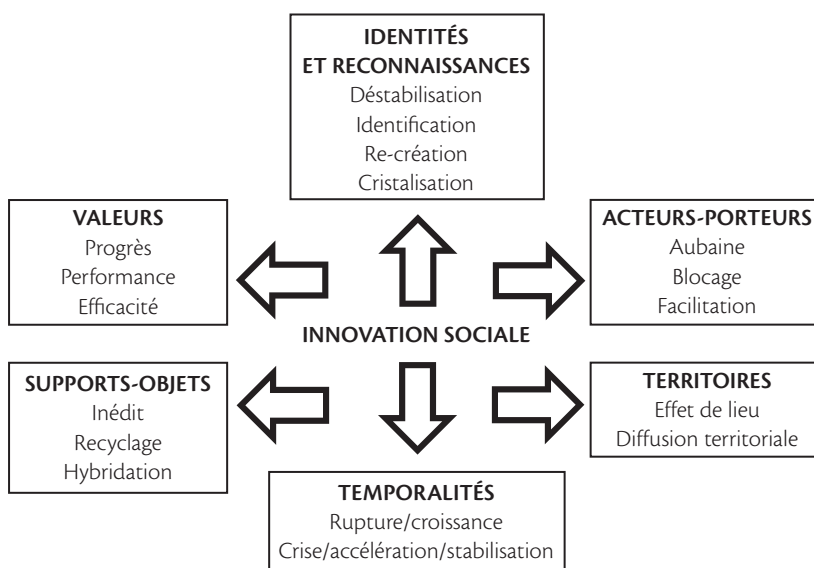 IDENTITÉS
ET RECONNAISSANCES
Déstabilisation
Identification
Re-création
Cristalisation
VALEURS
Progrès
Performance
Efficacité
ACTEURS-PORTEURS
Aubaine
Blocage
Facilitation
INNOVATION SOCIALE
SUPPORTS-OBJETS
Inédit
Recyclage
Hybridation
TERRITOIRES
Effet de lieu
Diffusion territoriale
TEMPORALITÉS
Rupture/croissance
Crise/accélération/stabilisation